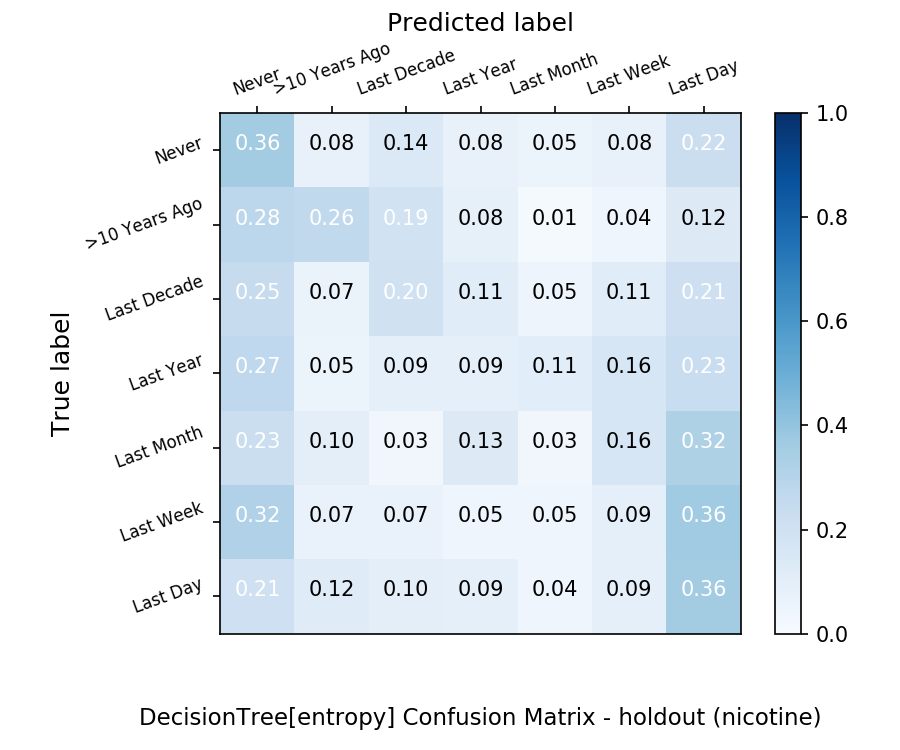 Predicted label
Never >10 Years Ago Last Decade Last Year Last Month Last Week Last Day
True label
Never 0.36 0.08 0.14 0.08 0.05 0.08 0.22
>10 Years Ago 0.28 0.26 0.19 0.08 0.01 0.04 0.12
Last Decade 0.25 0.07 0.20 0.11 0.05 0.11 0.21
Last Year 0.27 0.05 0.09 0.09 0.11 0.16 0.23
Last Month 0.23 0.10 0.03 0.13 0.03 0.16 0.32
Last Week 0.32 0.07 0.07 0.05 0.05 0.09 0.36
Last Day 0.21 0.12 0.10 0.09 0.04 0.09 0.36
1.0
0.8
0.6
0.4
0.2
0.0
DecisionTree[entropy] Confusion Matrix - holdout (nicotine)